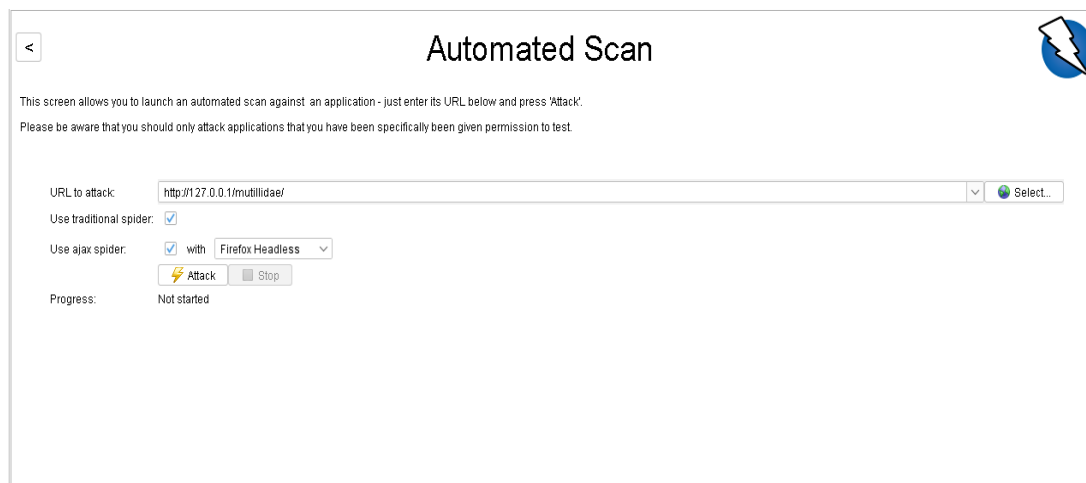 <
Automated Scan
This screen allows you to launch an automated scan against an application - just enter its URL below and press 'Attack'.
Please be aware that you should only attack applications that you have been specifically been given permission to test.
URL to attack: http://127.0.0.1/mutillidae/ Select...
Use traditional spider:
Use ajax spider: with Firefox Headless
Attack Stop
Progress: Not started